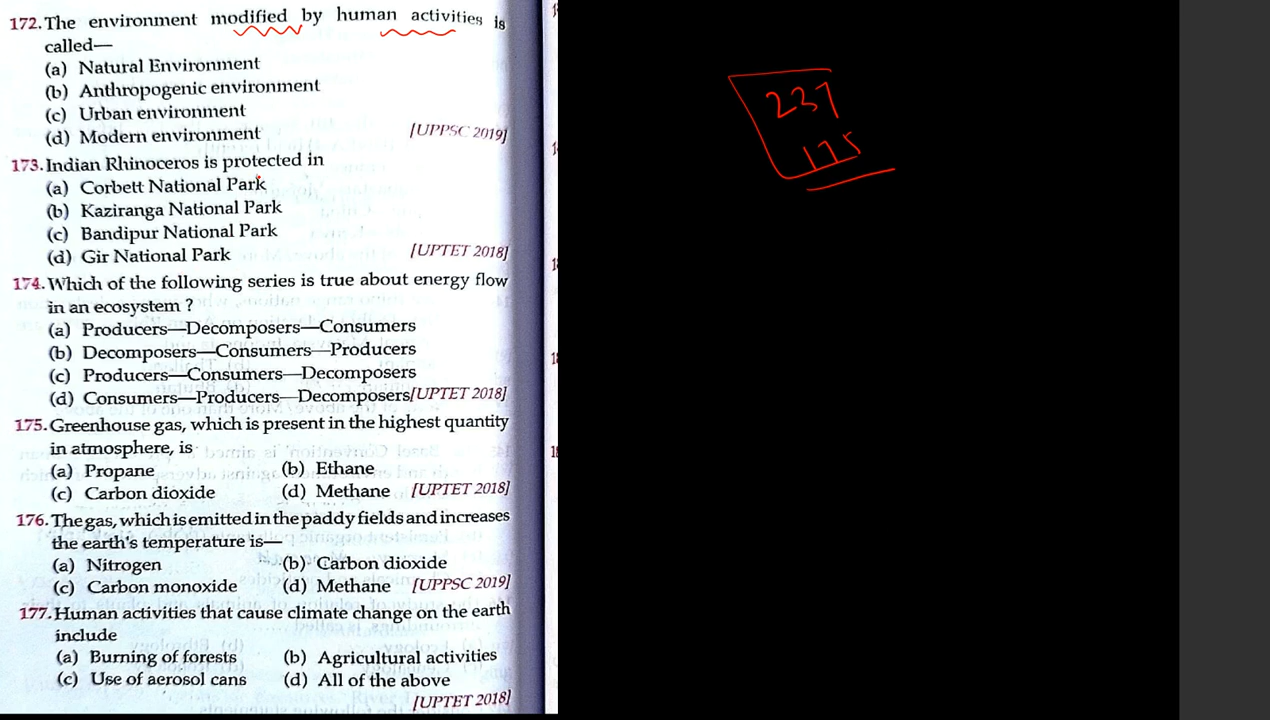 172. The environment modified by human activities is
called—
(a) Natural Environment
(b) Anthropogenic environment
(c) Urban environment
(d) Modern environment [UPPSC 2019]
173. Indian Rhinoceros is protected in
(a) Corbett National Park
(b) Kaziranga National Park
(c) Bandipur National Park
(d) Gir National Park [UPTET 2018]
174. Which of the following series is true about energy flow
in an ecosystem ?
(a) Producers—Decomposers—Consumers
(b) Decomposers—Consumers—Producers
(c) Producers—Consumers—Decomposers
(d) Consumers—Producers—Decomposers [UPTET 2018]
175. Greenhouse gas, which is present in the highest quantity
in atmosphere, is
(a) Propane (b) Ethane
(c) Carbon dioxide (d) Methane [UPTET 2018]
176. The gas, which is emitted in the paddy fields and increases
the earth's temperature is—
(a) Nitrogen (b) Carbon dioxide
(c) Carbon monoxide (d) Methane [UPPSC 2019]
177. Human activities that cause climate change on the earth
include
(a) Burning of forests (b) Agricultural activities
(c) Use of aerosol cans (d) All of the above
[UPTET 2018]
237
175